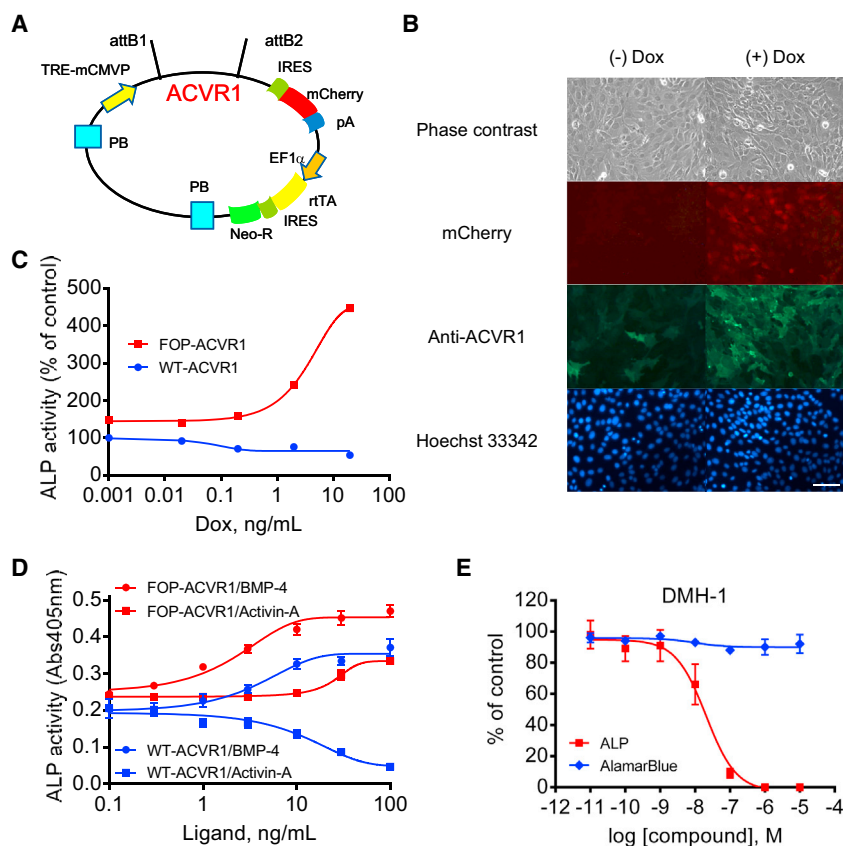 A
attB1
attB2
TRE-mCMVP
IRES
ACVR1
mCherry
pA
PB
EF1α
PB
rtTA
IRES
Neo-R
B
(-) Dox
(+) Dox
Phase contrast
mCherry
Anti-ACVR1
Hoechst 33342
C
ALP activity (% of control)
500
400
300
200
100
0
FOP-ACVR1
WT-ACVR1
0.001 0.01 0.1 1 10 100
Dox, ng/mL
D
ALP activity (Abs405nm)
0.5
0.4
0.3
0.2
0.1
0.0
FOP-ACVR1/BMP-4
FOP-ACVR1/Activin-A
WT-ACVR1/BMP-4
WT-ACVR1/Activin-A
0.1 1 10 100
Ligand, ng/mL
E
DMH-1
% of control
120
100
80
60
40
20
0
ALP
AlamarBlue
-12 -11 -10 -9 -8 -7 -6 -5 -4
log [compound], M